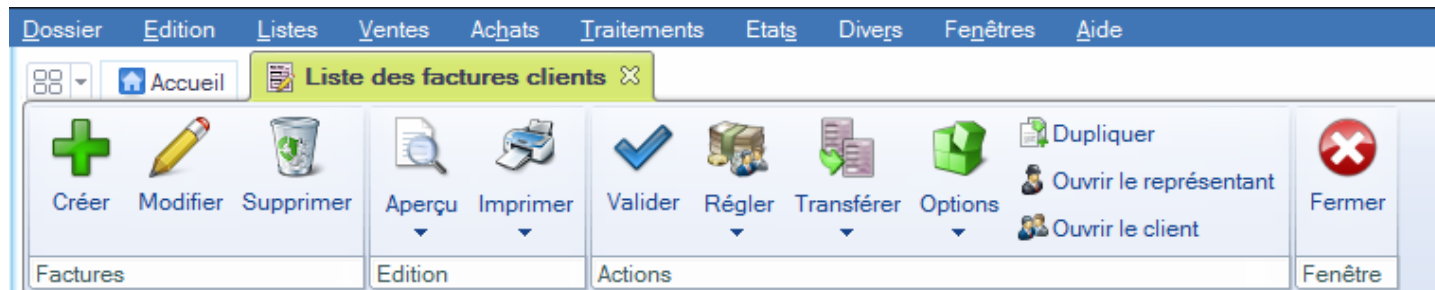 Dossier Edition Listes Ventes Achats Traitements Etats Divers Fenêtres Aide
Accueil Liste des factures clients
Créer Modifier Supprimer Aperçu Imprimer Valider Régler Transférer Options Fermer
Dupliquer
Ouvrir le représentant
Ouvrir le client
Factures Edition Actions Fenêtre